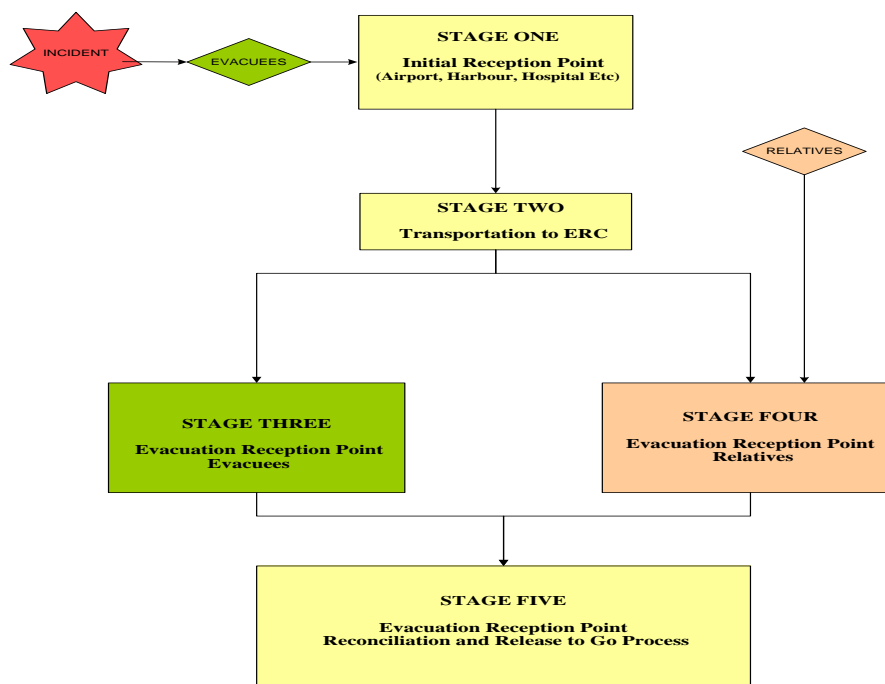 INCIDENT
EVACUEES
STAGE ONE
Initial Reception Point
(Airport, Harbour, Hospital Etc)
RELATIVES
STAGE TWO
Transportation to ERC
STAGE THREE
Evacuation Reception Point
Evacuees
STAGE FOUR
Evacuation Reception Point
Relatives
STAGE FIVE
Evacuation Reception Point
Reconciliation and Release to Go Process